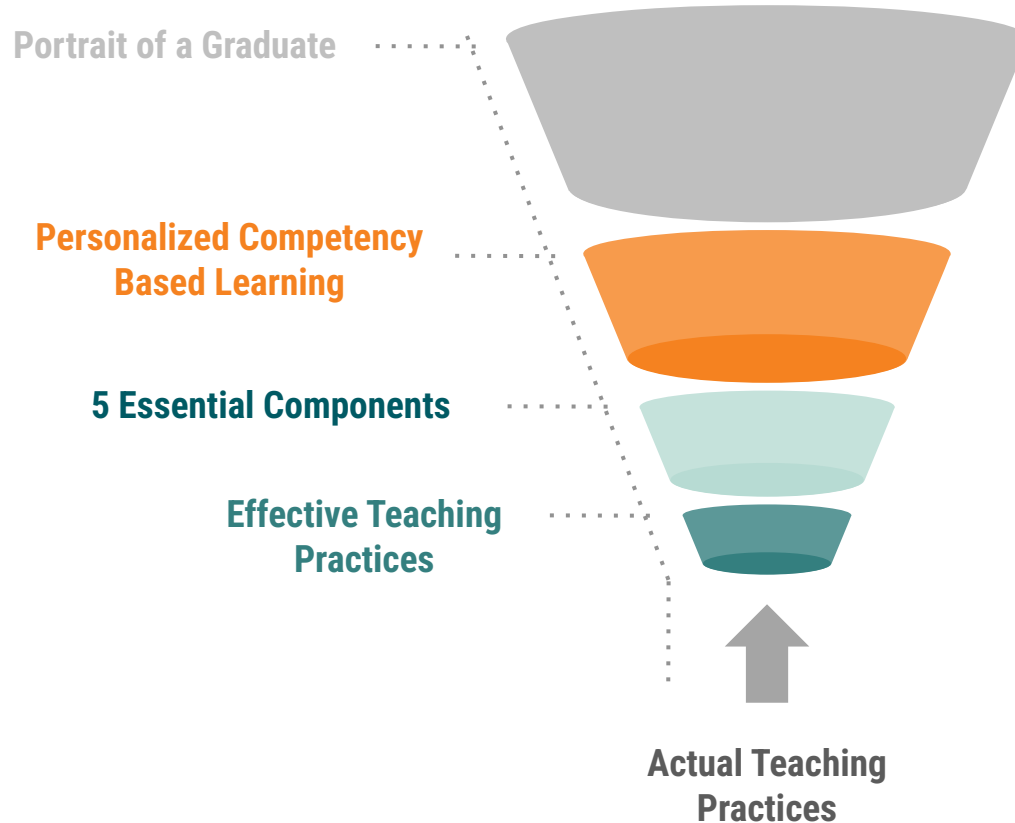 Portrait of a Graduate
Personalized Competency
Based Learning
5 Essential Components
Effective Teaching
Practices
Actual Teaching
Practices